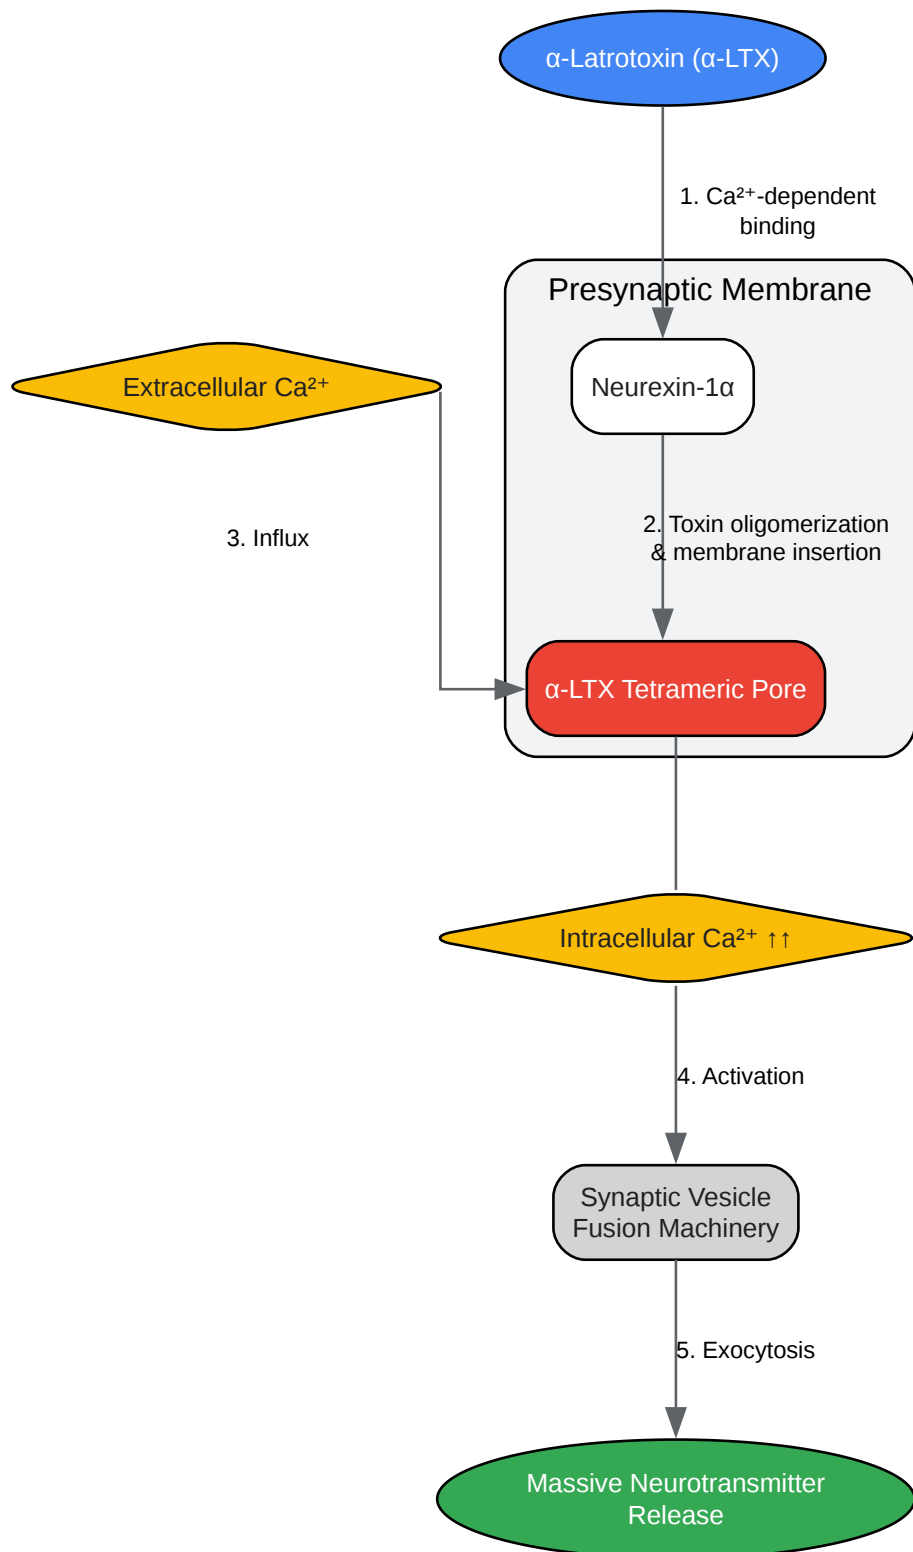 α-Latrotoxin (α-LTX)
1. Ca²⁺-dependent
binding
Presynaptic Membrane
Extracellular Ca²⁺
Neurexin-1α
2. Toxin oligomerization
& membrane insertion
3. Influx
α-LTX Tetrameric Pore
Intracellular Ca²⁺ ↑↑
4. Activation
Synaptic Vesicle
Fusion Machinery
5. Exocytosis
Massive Neurotransmitter
Release